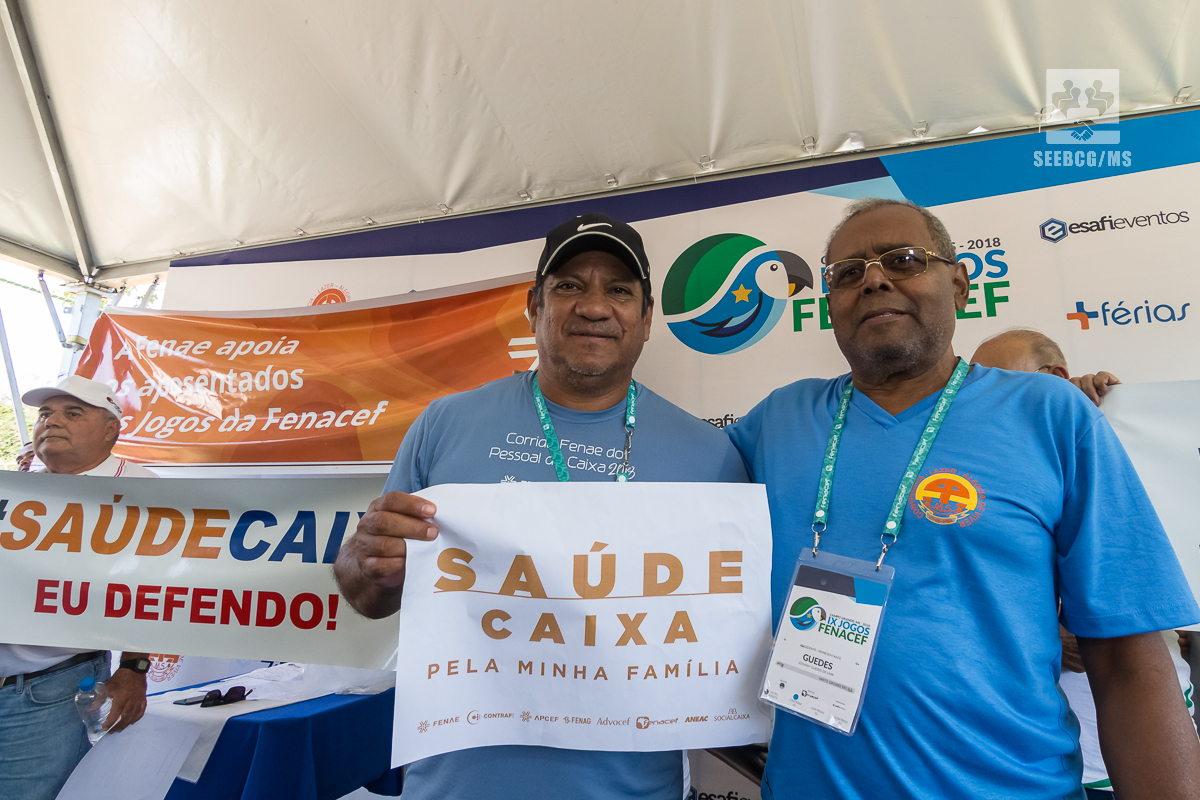 SEEBCG/MS
esafieventos
- 2018
+férias
A Fenae apoia
apesentados
Jogos da Fenacef
#SAÚDECAI
EU DEFENDO!
Corrida Fenae do
Pessoal da Caixa 2018
SAÚDE
CAIXA
PELA MINHA FAMÍLIA
FENAE CONTRAF APCEF FENAG Advocef Fenacef ANEAC SOCIALCAIXA
Fenacef
IX JOGOS
FENACEF
GUEDES